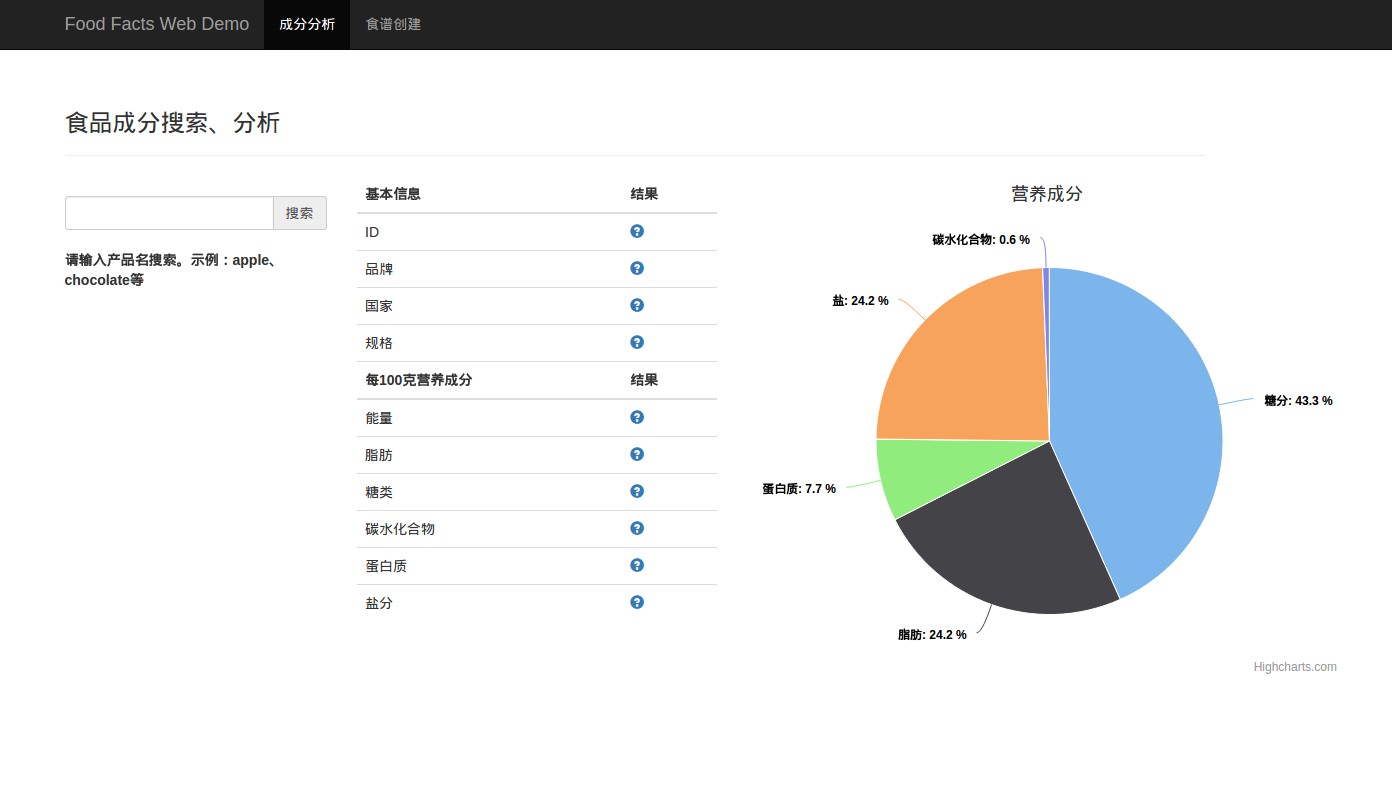 Food Facts Web Demo 成分分析 食谱创建
食品成分搜索、分析
搜索
请输入产品名搜索。示例：apple、
chocolate等
基本信息 结果
ID
品牌
国家
规格
每100克营养成分 结果
能量
脂肪
糖类
碳水化合物
蛋白质
盐分
营养成分
碳水化合物: 0.6 %
盐: 24.2 %
糖分: 43.3 %
蛋白质: 7.7 %
脂肪: 24.2 %
Highcharts.com